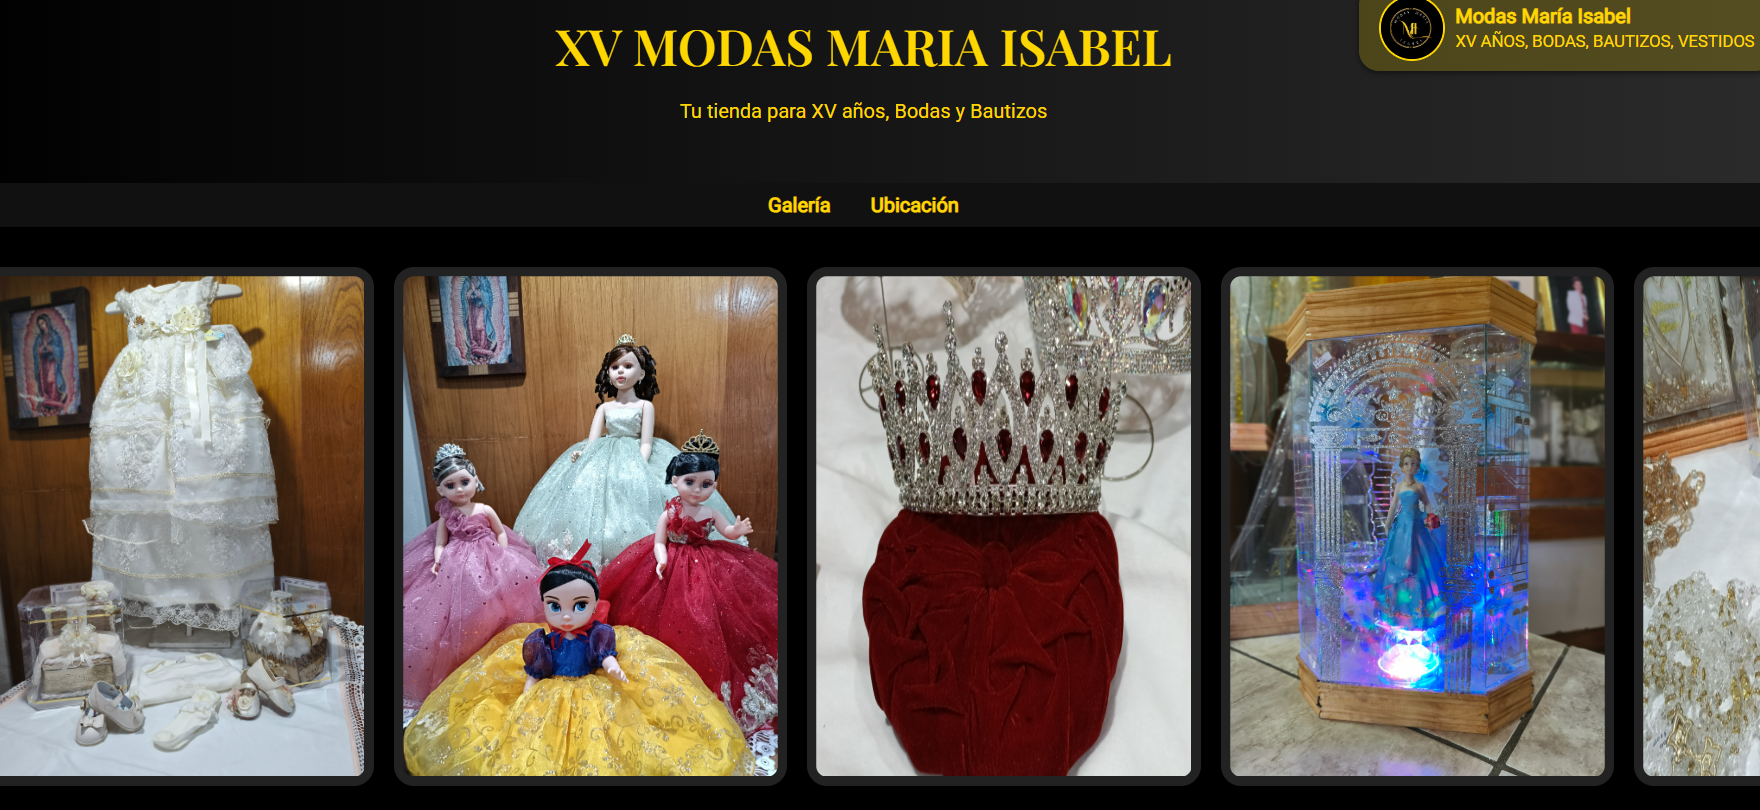 XV MODAS MARIA ISABEL
Tu tienda para XV años, Bodas y Bautizos
Modas María Isabel
XV AÑOS, BODAS, BAUTIZOS, VESTIDOS
Galería
Ubicación